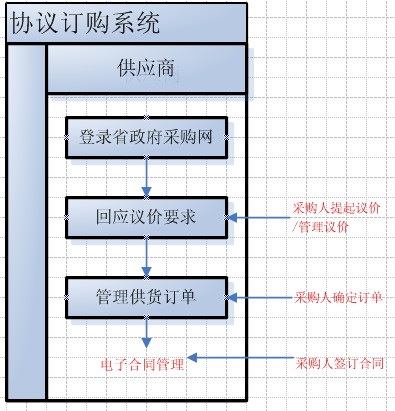 协议订购系统
供应商
登录省政府采购网
回应议价要求
采购人提起议价
/管理议价
管理供货订单
采购人确定订单
电子合同管理
采购人签订合同